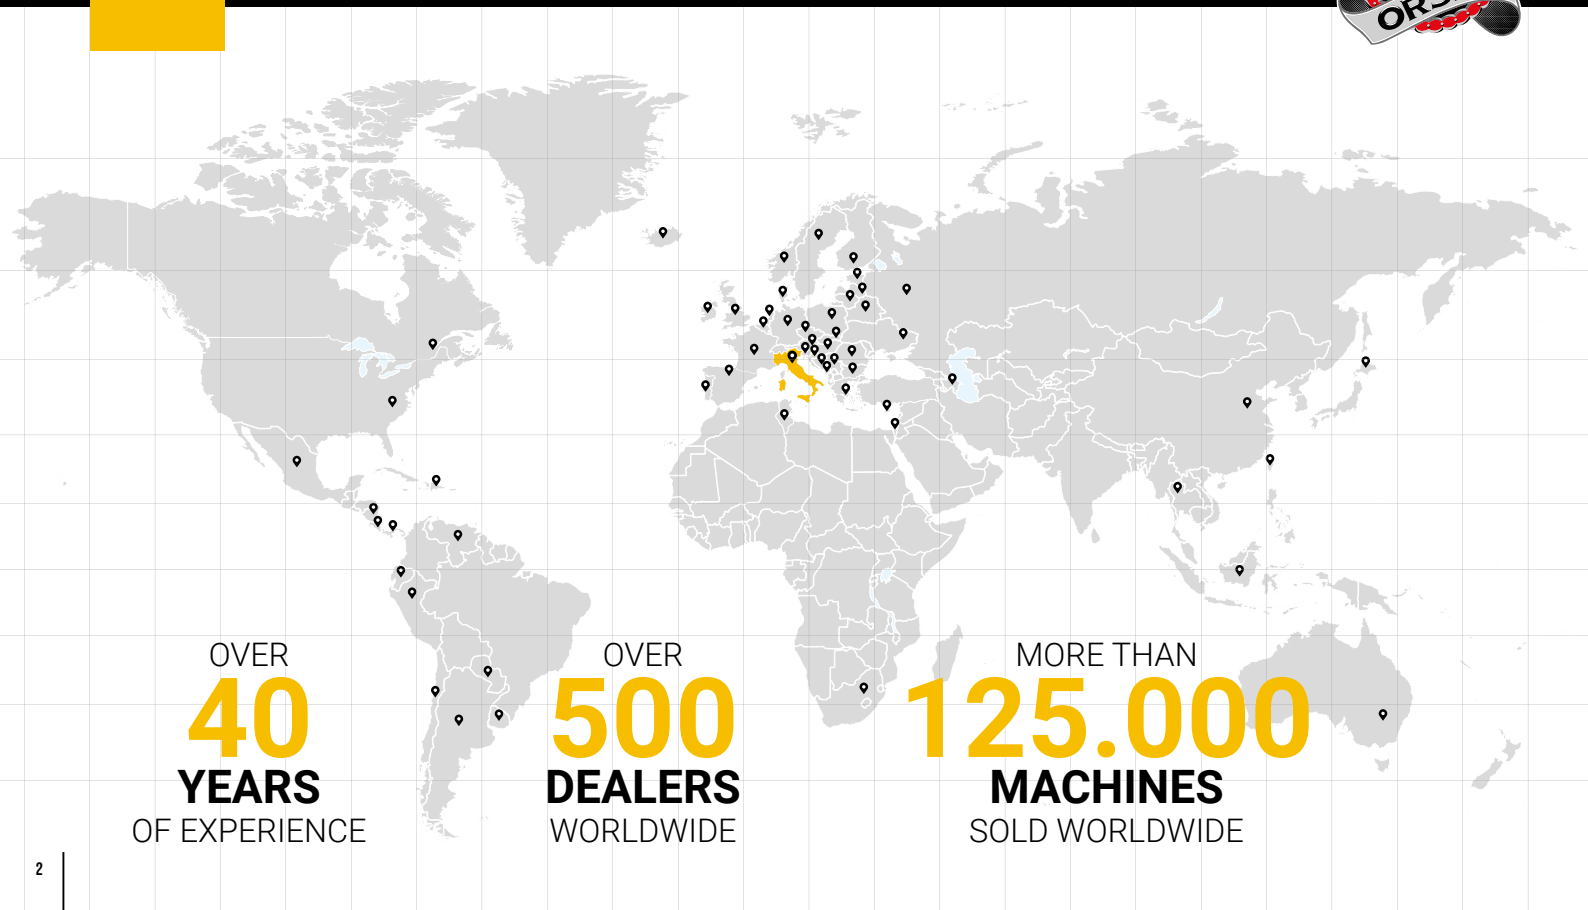 OVER
40
YEARS
OF EXPERIENCE
OVER
500
DEALERS
WORLDWIDE
MORE THAN
125.000
MACHINES
SOLD WORLDWIDE
2